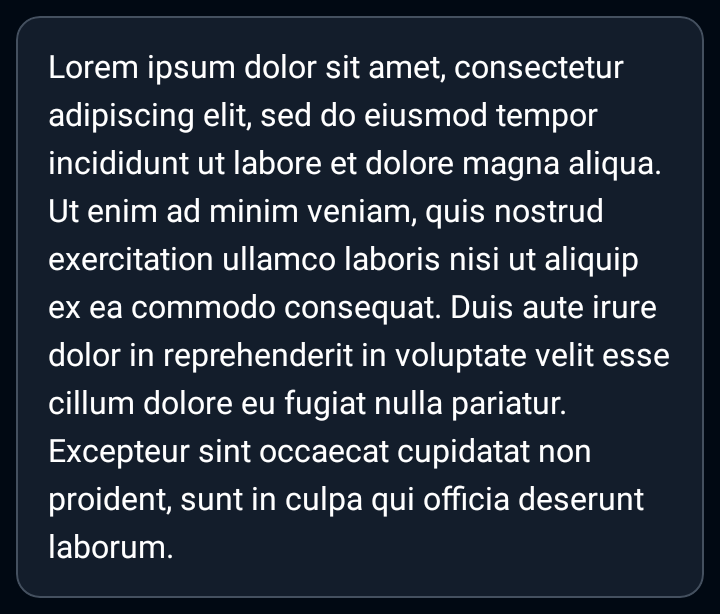 Lorem ipsum dolor sit amet, consectetur
adipiscing elit, sed do eiusmod tempor
incididunt ut labore et dolore magna aliqua.
Ut enim ad minim veniam, quis nostrud
exercitation ullamco laboris nisi ut aliquip
ex ea commodo consequat. Duis aute irure
dolor in reprehenderit in voluptate velit esse
cillum dolore eu fugiat nulla pariatur.
Excepteur sint occaecat cupidatat non
proident, sunt in culpa qui officia deserunt
laborum.